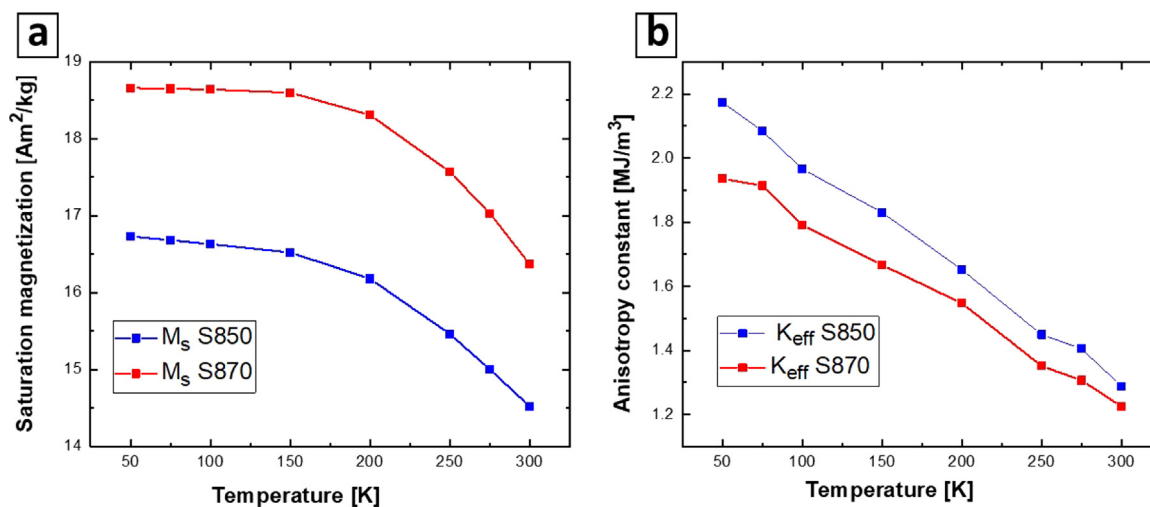 a
Saturation magnetization [Am²/kg]
19
18
17
16
15
14
50
100
150
200
250
300
Temperature [K]
Mₛ S850
Mₛ S870
b
Anisotropy constant [MJ/m³]
2.2
2.0
1.8
1.6
1.4
1.2
50
100
150
200
250
300
Temperature [K]
K_eff S850
K_eff S870